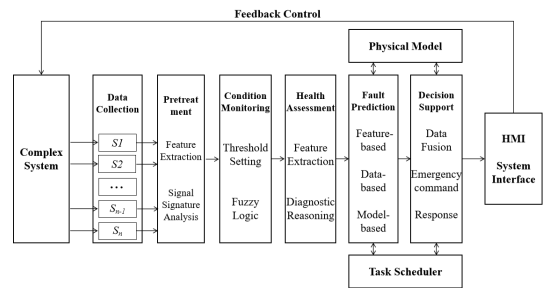 Feedback Control
Physical Model
Complex
System
Data
Collection
S1
S2
...
Sn-1
Sn
Pretreat
ment
Feature
Extraction
Signal
Signature
Analysis
Condition
Monitoring
Threshold
Setting
Fuzzy
Logic
Health
Assessment
Feature
Extraction
Diagnostic
Reasoning
Fault
Prediction
Feature-
based
Data-
based
Model-
based
Decision
Support
Data
Fusion
Emergency
command
Response
HMI
System
Interface
Task Scheduler